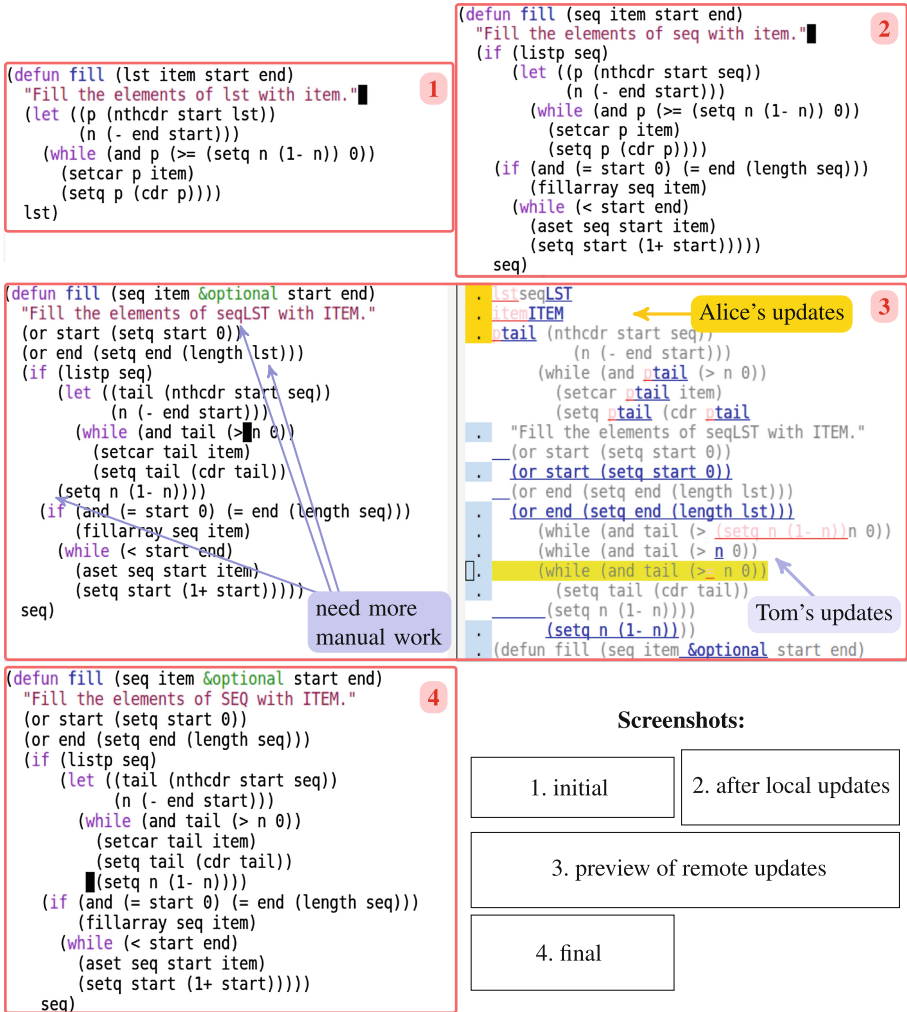 (defun fill (lst item start end)
"Fill the elements of lst with item."
(let ((p (nthcdr start lst))
(n (- end start)))
(while (and p (>= (setq n (1- n)) 0))
(setcar p item)
(setq p (cdr p))))
lst)
1
(defun fill (seq item start end)
"Fill the elements of seq with item."
(if (listp seq)
(let ((p (nthcdr start seq))
(n (- end start)))
(while (and p (>= (setq n (1- n)) 0))
(setcar p item)
(setq p (cdr p))))
(if (and (= start 0) (= end (length seq)))
(fillarray seq item)
(while (< start end)
(aset seq start item)
(setq start (1+ start)))))
seq)
2
(defun fill (seq item &optional start end)
"Fill the elements of seqLST with ITEM."
(or start (setq start 0))
(or end (setq end (length lst)))
(if (listp seq)
(let ((tail (nthcdr start seq))
(n (- end start)))
(while (and tail (> n 0))
(setcar tail item)
(setq tail (cdr tail))
(setq n (1- n))))
(if (and (= start 0) (= end (length seq)))
(fillarray seq item)
(while (< start end)
(aset seq start item)
(setq start (1+ start)))))
seq)
need more
manual work
. lstseqLST
. itemITEM
. ptail (nthcdr start seq))
(n (- end start)))
(while (and ptail (> n 0))
(setcar ptail item)
(setq ptail (cdr ptail
. "Fill the elements of seqLST with ITEM."
(or start (setq start 0))
. (or start (setq start 0))
(or end (setq end (length lst)))
. (or end (setq end (length lst)))
. (while (and tail (> (setq n (1- n))n 0))
. (while (and tail (> n 0))
. (while (and tail (>  n 0))
. (setq tail (cdr tail))
(setq n (1- n))))
. (setq n (1- n))))
. (defun fill (seq item &optional start end)
Alice's updates
3
Tom's updates
(defun fill (seq item &optional start end)
"Fill the elements of SEQ with ITEM."
(or start (setq start 0))
(or end (setq end (length seq)))
(if (listp seq)
(let ((tail (nthcdr start seq))
(n (- end start)))
(while (and tail (> n 0))
(setcar tail item)
(setq tail (cdr tail))
(setq n (1- n))))
(if (and (= start 0) (= end (length seq)))
(fillarray seq item)
(while (< start end)
(aset seq start item)
(setq start (1+ start)))))
seq)
4
Screenshots:
1. initial
2. after local updates
3. preview of remote updates
4. final